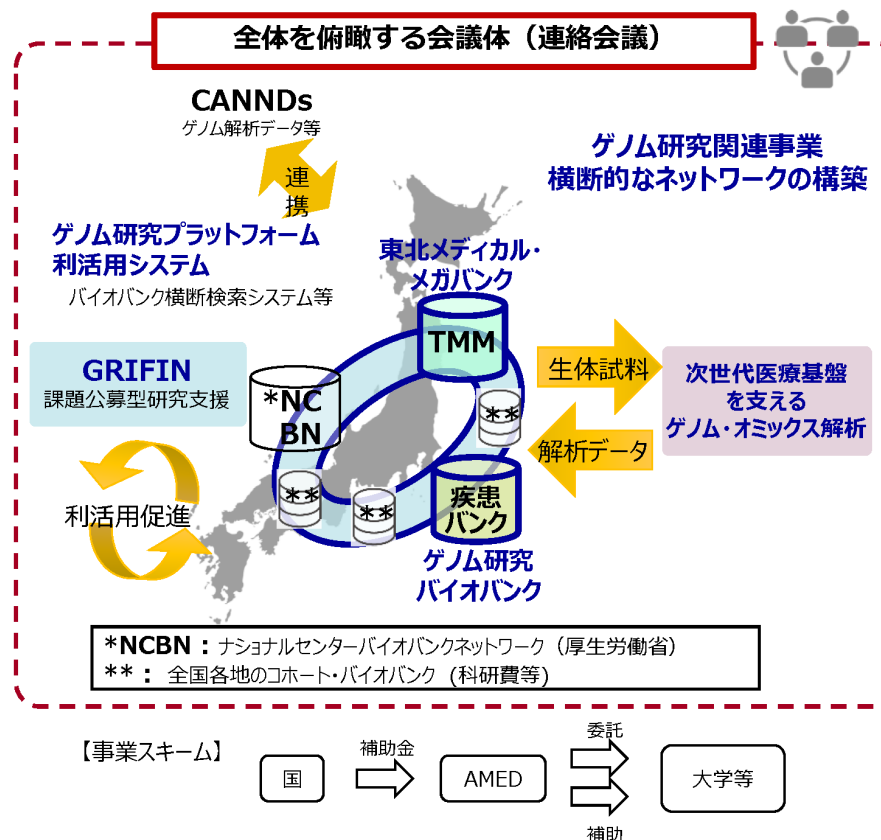 全体を俯瞰する会議体（連絡会議）
CANNDs
ゲノム解析データ等
連
携
ゲノム研究関連事業
横断的なネットワークの構築
ゲノム研究プラットフォーム
利活用システム
バイオバンク横断検索システム等
東北メディカル・
メガバンク
TMM
GRIFIN
課題公募型研究支援
*NC
BN
**
生体試料
次世代医療基盤
を支える
ゲノム・オミックス解析
解析データ
利活用促進
**
**
疾患
バンク
ゲノム研究
バイオバンク
*NCBN：ナショナルセンターバイオバンクネットワーク（厚生労働省）
**：全国各地のコホート・バイオバンク (科研費等)
【事業スキーム】
国
補助金
AMED
委託
補助
大学等